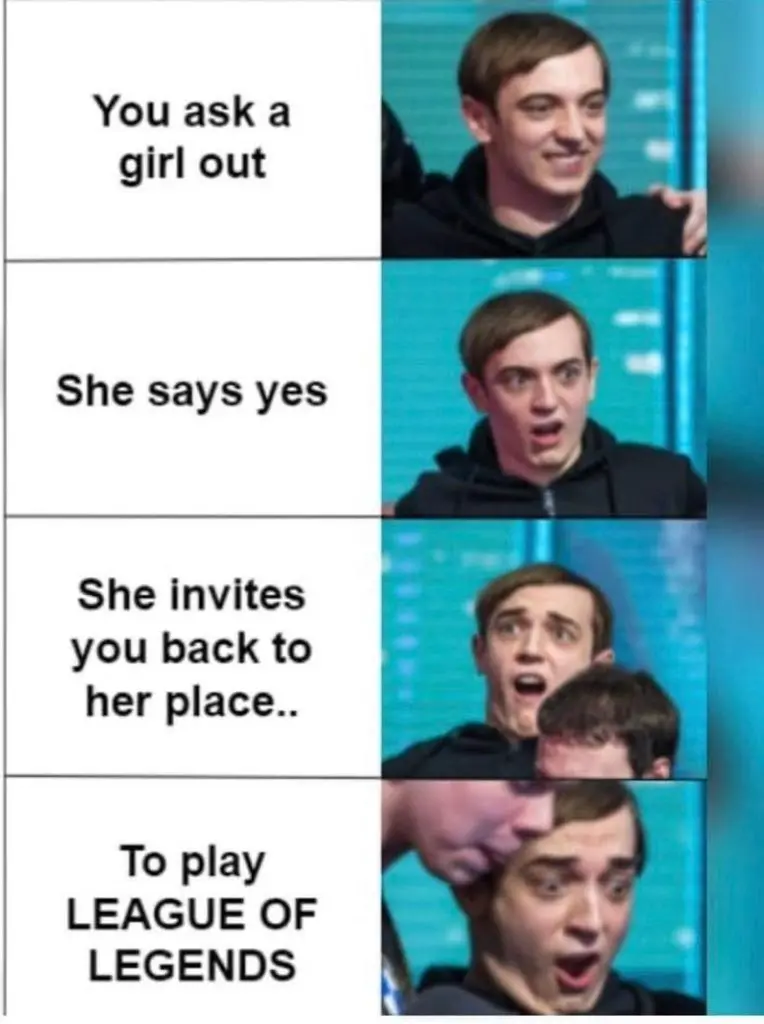 You ask a
girl out
She says yes
She invites
you back to
her place..
To play
LEAGUE OF
LEGENDS